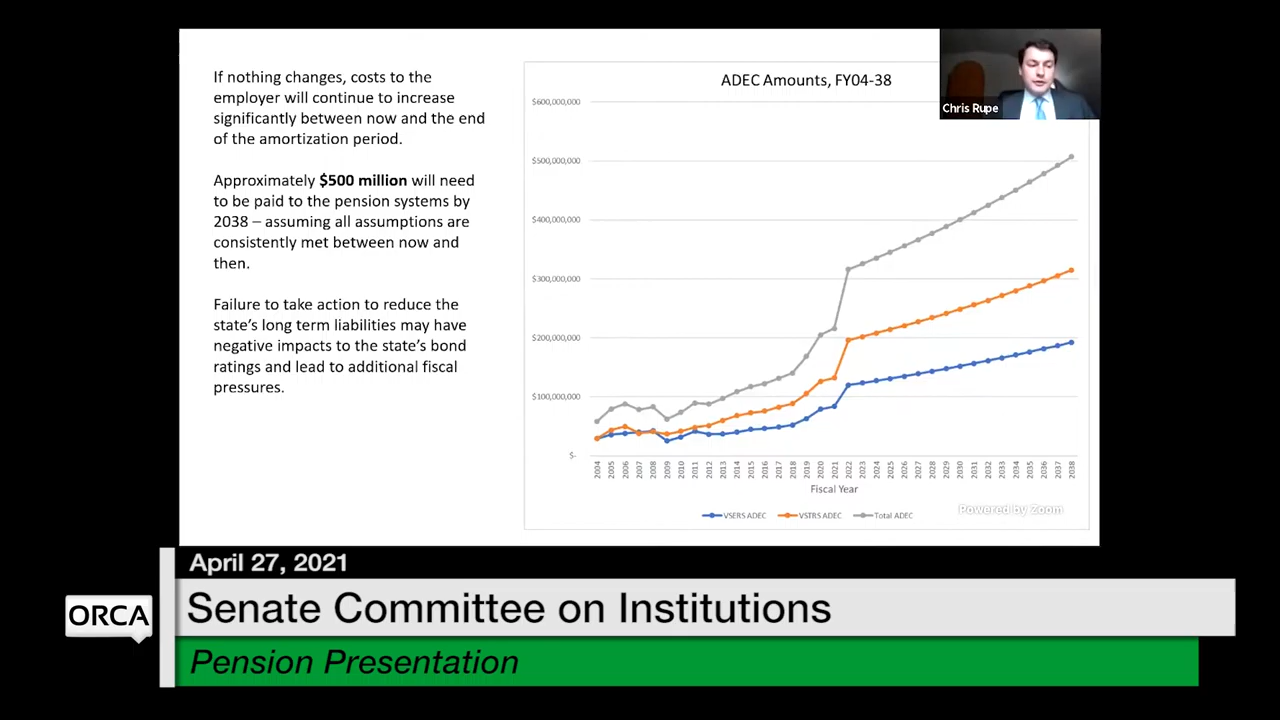 If nothing changes, costs to the
employer will continue to increase
significantly between now and the end
of the amortization period.
Approximately $500 million will need
to be paid to the pension systems by
2038 – assuming all assumptions are
consistently met between now and
then.
Failure to take action to reduce the
state's long term liabilities may have
negative impacts to the state's bond
ratings and lead to additional fiscal
pressures.
ADEC Amounts, FY04-38
$600,000,000
$500,000,000
$400,000,000
$300,000,000
$200,000,000
$100,000,000
$-
2004 2005 2006 2007 2008 2009 2010 2011 2012 2013 2014 2015 2016 2017 2018 2019 2020 2021 2022 2023 2024 2025 2026 2027 2028 2029 2030 2031 2032 2033 2034 2035 2036 2037 2038
Fiscal Year
VSERS ADEC VSTRS ADEC Total ADEC
Chris Rupe
Powered by Zoom
April 27, 2021
ORCA
Senate Committee on Institutions
Pension Presentation